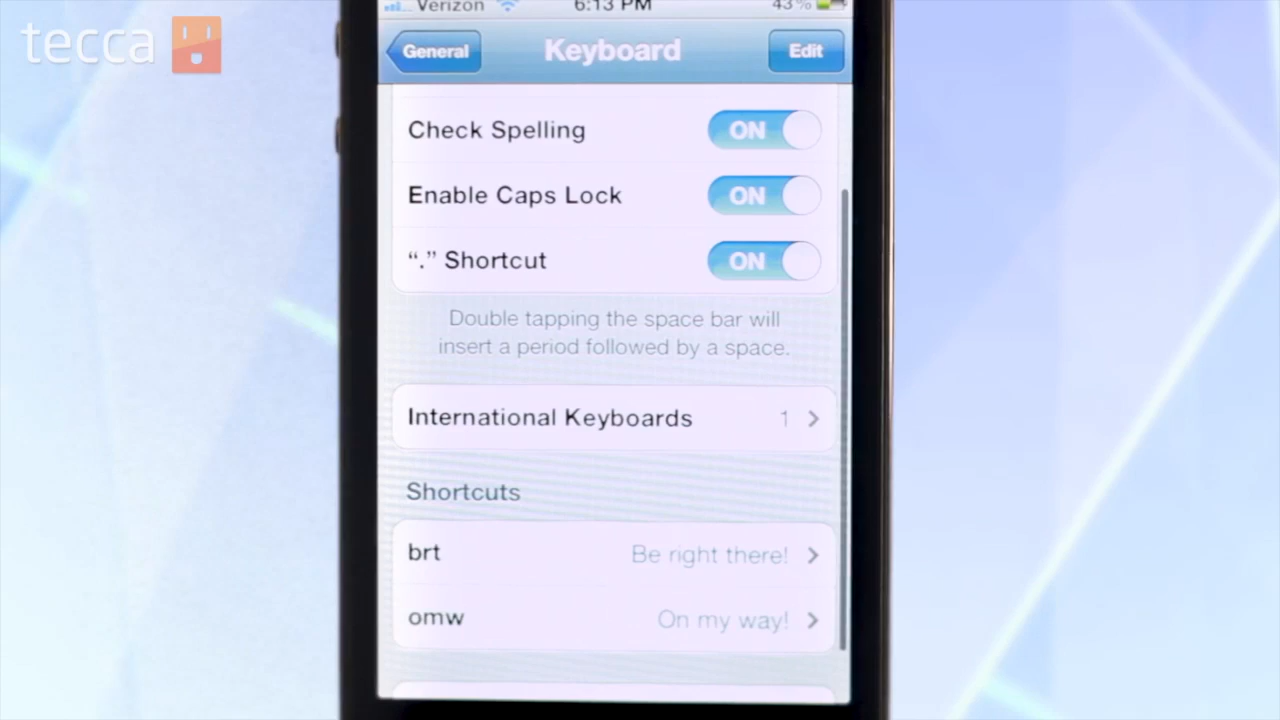 tecca
Verizon 6:13 PM 43%
General Keyboard Edit
Check Spelling ON
Enable Caps Lock ON
“.” Shortcut ON
Double tapping the space bar will
insert a period followed by a space.
International Keyboards 1
Shortcuts
brt Be right there!
omw On my way!